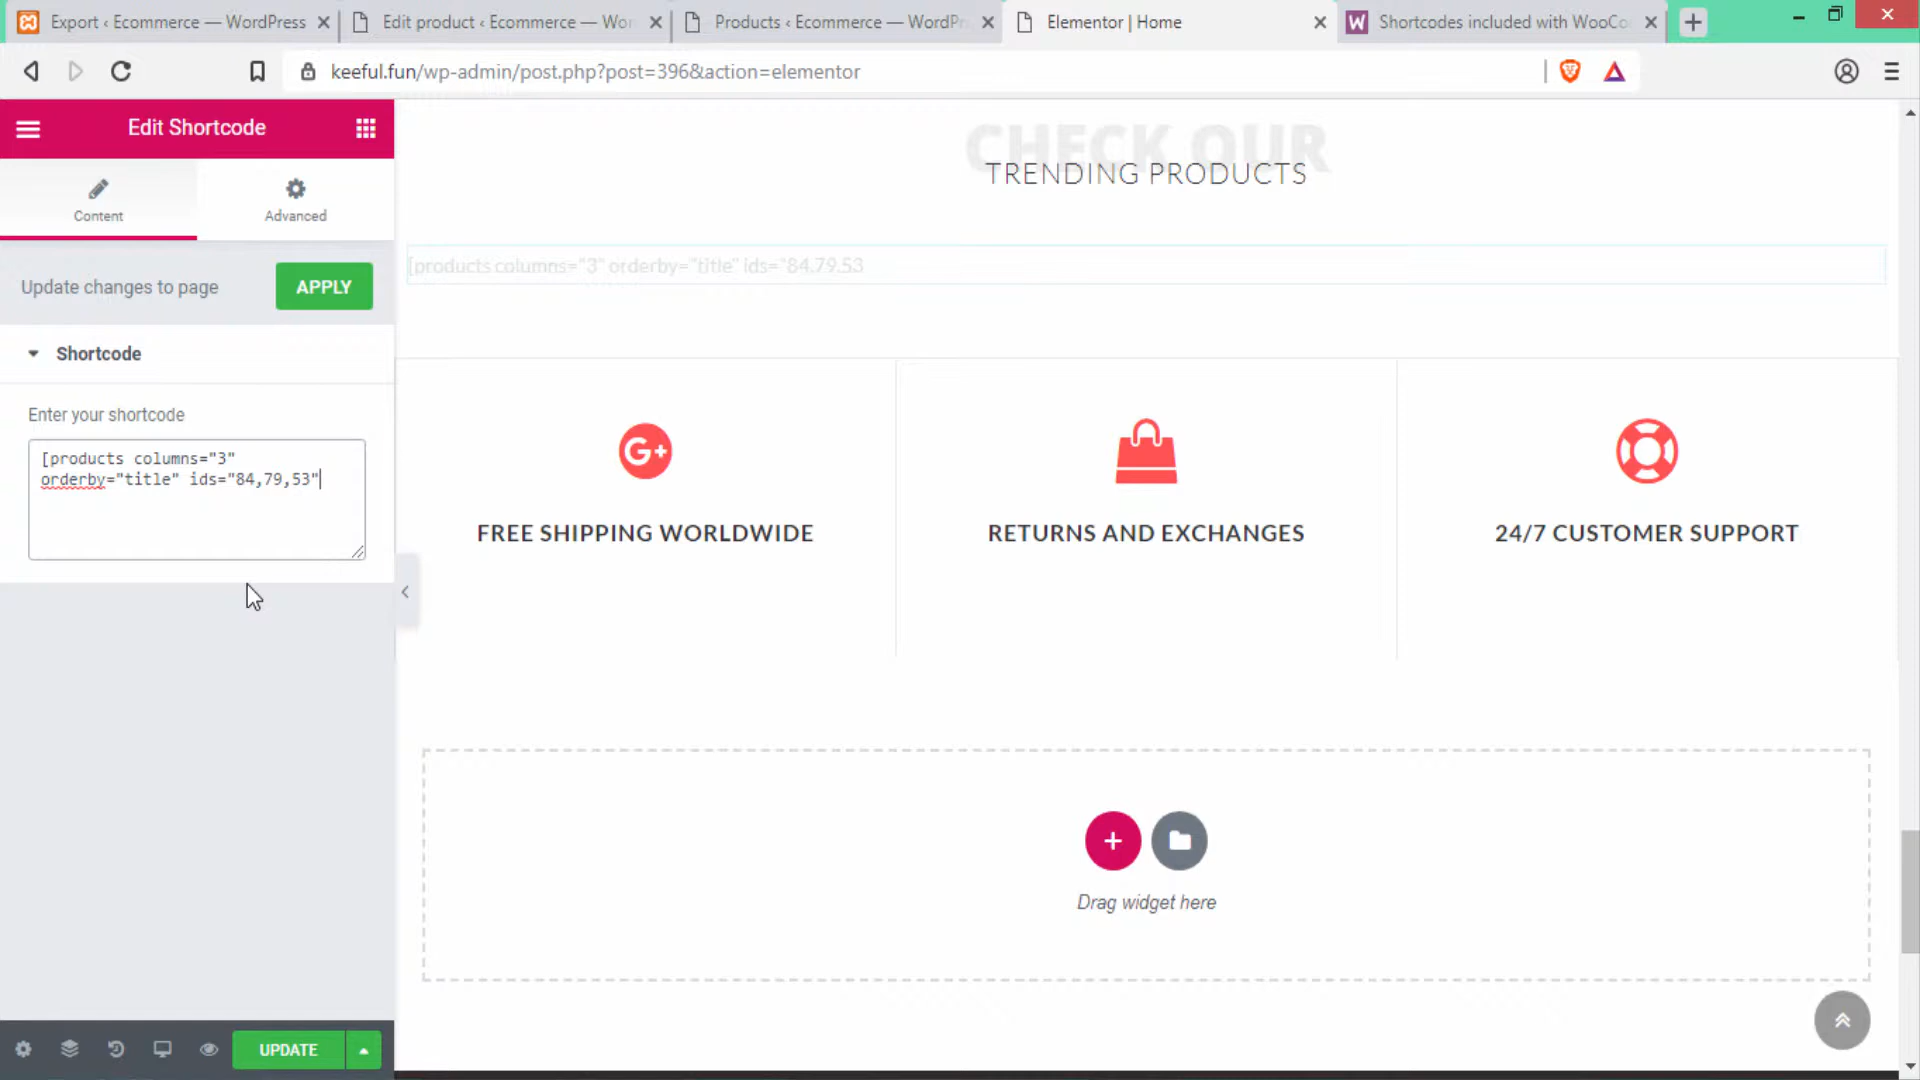 Export ‹ Ecommerce — WordPress
Edit product ‹ Ecommerce — Wor
Products ‹ Ecommerce — WordPr
Elementor | Home
Shortcodes included with WooCo
keeful.fun/wp-admin/post.php?post=396&action=elementor
Edit Shortcode
Content
Advanced
Update changes to page
APPLY
Shortcode
Enter your shortcode
[products columns="3"
orderby="title" ids="84,79,53"
UPDATE
CHECK OUR
TRENDING PRODUCTS
[products columns="3" orderby="title" ids="84,79,53
G+
FREE SHIPPING WORLDWIDE
RETURNS AND EXCHANGES
24/7 CUSTOMER SUPPORT
Drag widget here